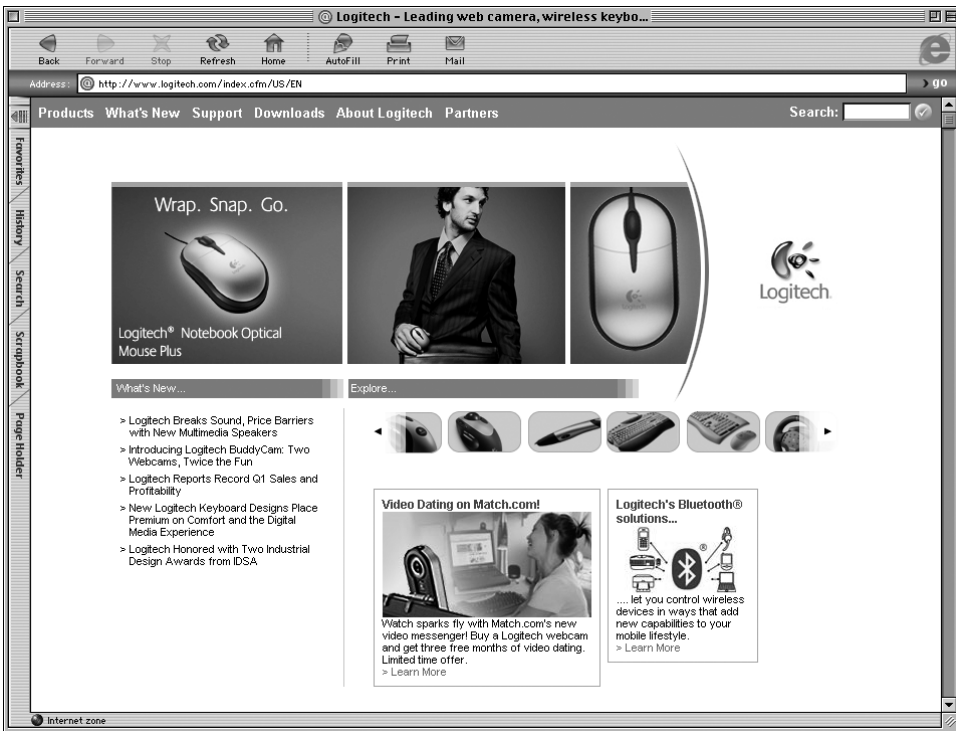 @ Logitech - Leading web camera, wireless keybo...
Back Forward Stop Refresh Home AutoFill Print Mail
Address: @ http://www.logitech.com/index.cfm/US/EN go
Products What's New Support Downloads About Logitech Partners Search:
Favorites
History
Search
Scrapbook
Page Holder
Wrap. Snap. Go.
Logitech® Notebook Optical
Mouse Plus
Logitech
What's New...
> Logitech Breaks Sound, Price Barriers
with New Multimedia Speakers
> Introducing Logitech BuddyCam: Two
Webcams, Twice the Fun
> Logitech Reports Record Q1 Sales and
Profitability
> New Logitech Keyboard Designs Place
Premium on Comfort and the Digital
Media Experience
> Logitech Honored with Two Industrial
Design Awards from IDSA
Explore...
Video Dating on Match.com!
Watch sparks fly with Match.com's new
video messenger! Buy a Logitech webcam
and get three free months of video dating.
Limited time offer.
> Learn More
Logitech's Bluetooth®
solutions...
®
.... let you control wireless
devices in ways that add
new capabilities to your
mobile lifestyle.
> Learn More
Internet zone